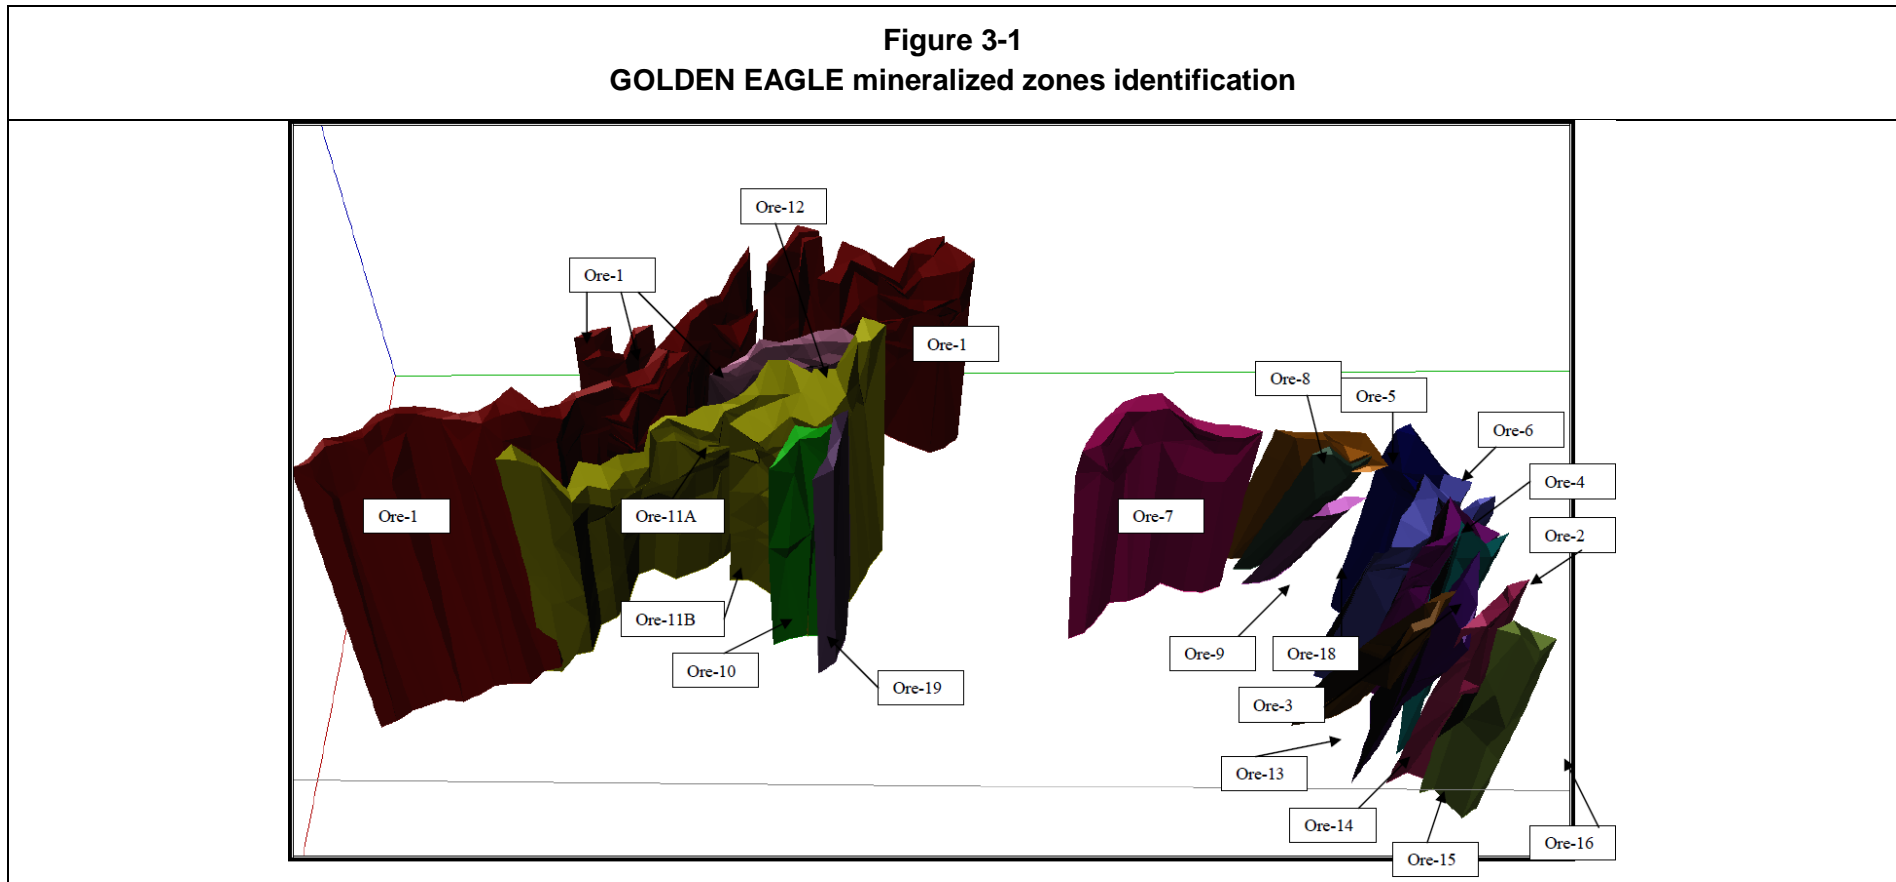 Figure 3-1
GOLDEN EAGLE mineralized zones identification
Ore-12
Ore-1
Ore-1
Ore-8
Ore-5
Ore-6
Ore-4
Ore-1
Ore-11A
Ore-7
Ore-2
Ore-11B
Ore-9
Ore-18
Ore-10
Ore-19
Ore-3
Ore-13
Ore-14
Ore-16
Ore-15